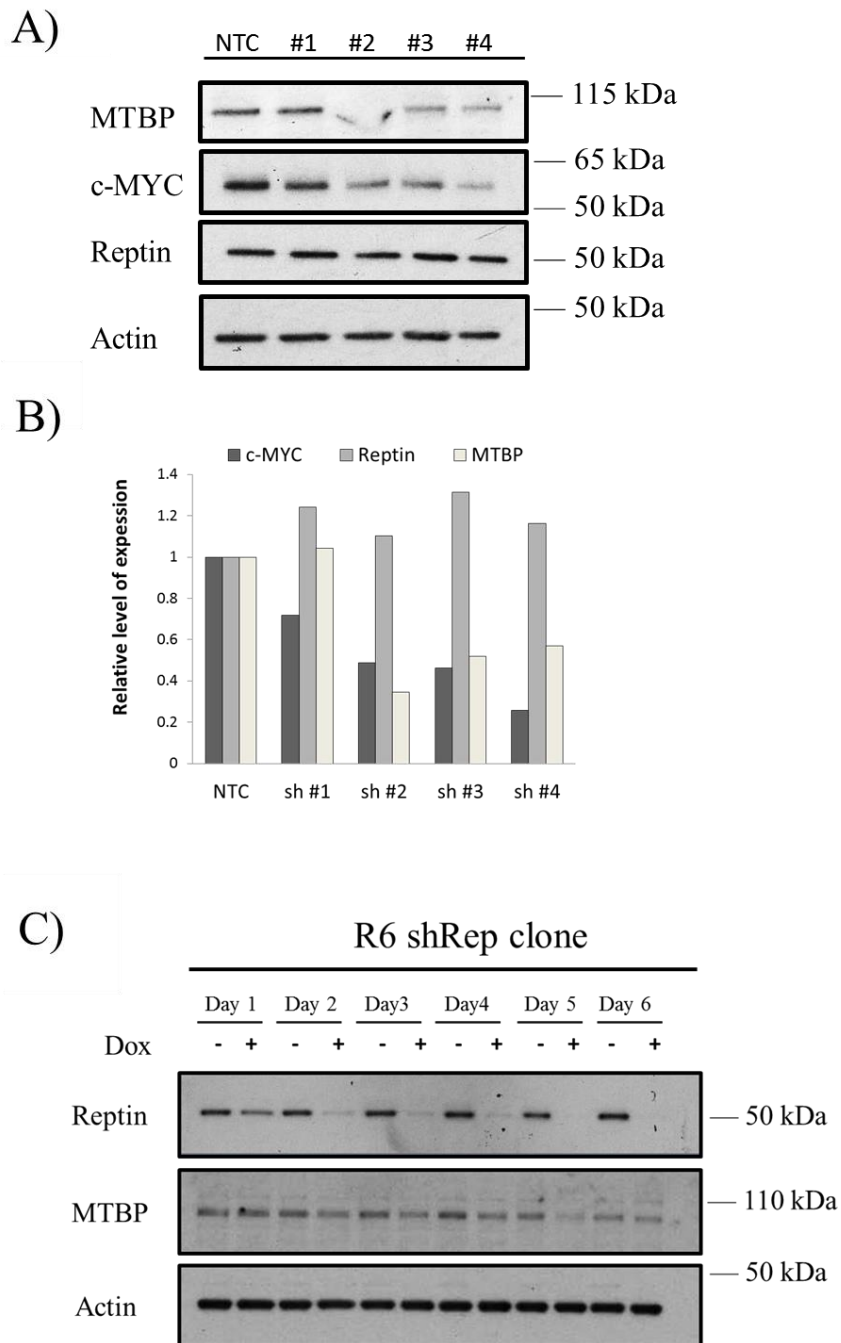 A)
NTC #1 #2 #3 #4
MTBP
115 kDa
c-MYC
65 kDa
50 kDa
Reptin
50 kDa
Actin
50 kDa
B)
c-MYC Reptin MTBP
Relative level of expession
1.4
1.2
1
0.8
0.6
0.4
0.2
0
NTC sh #1 sh #2 sh #3 sh #4
C)
R6 shRep clone
Day 1 Day 2 Day3 Day4 Day 5 Day 6
Dox - + - + - + - + - + - +
Reptin
50 kDa
MTBP
110 kDa
Actin
50 kDa